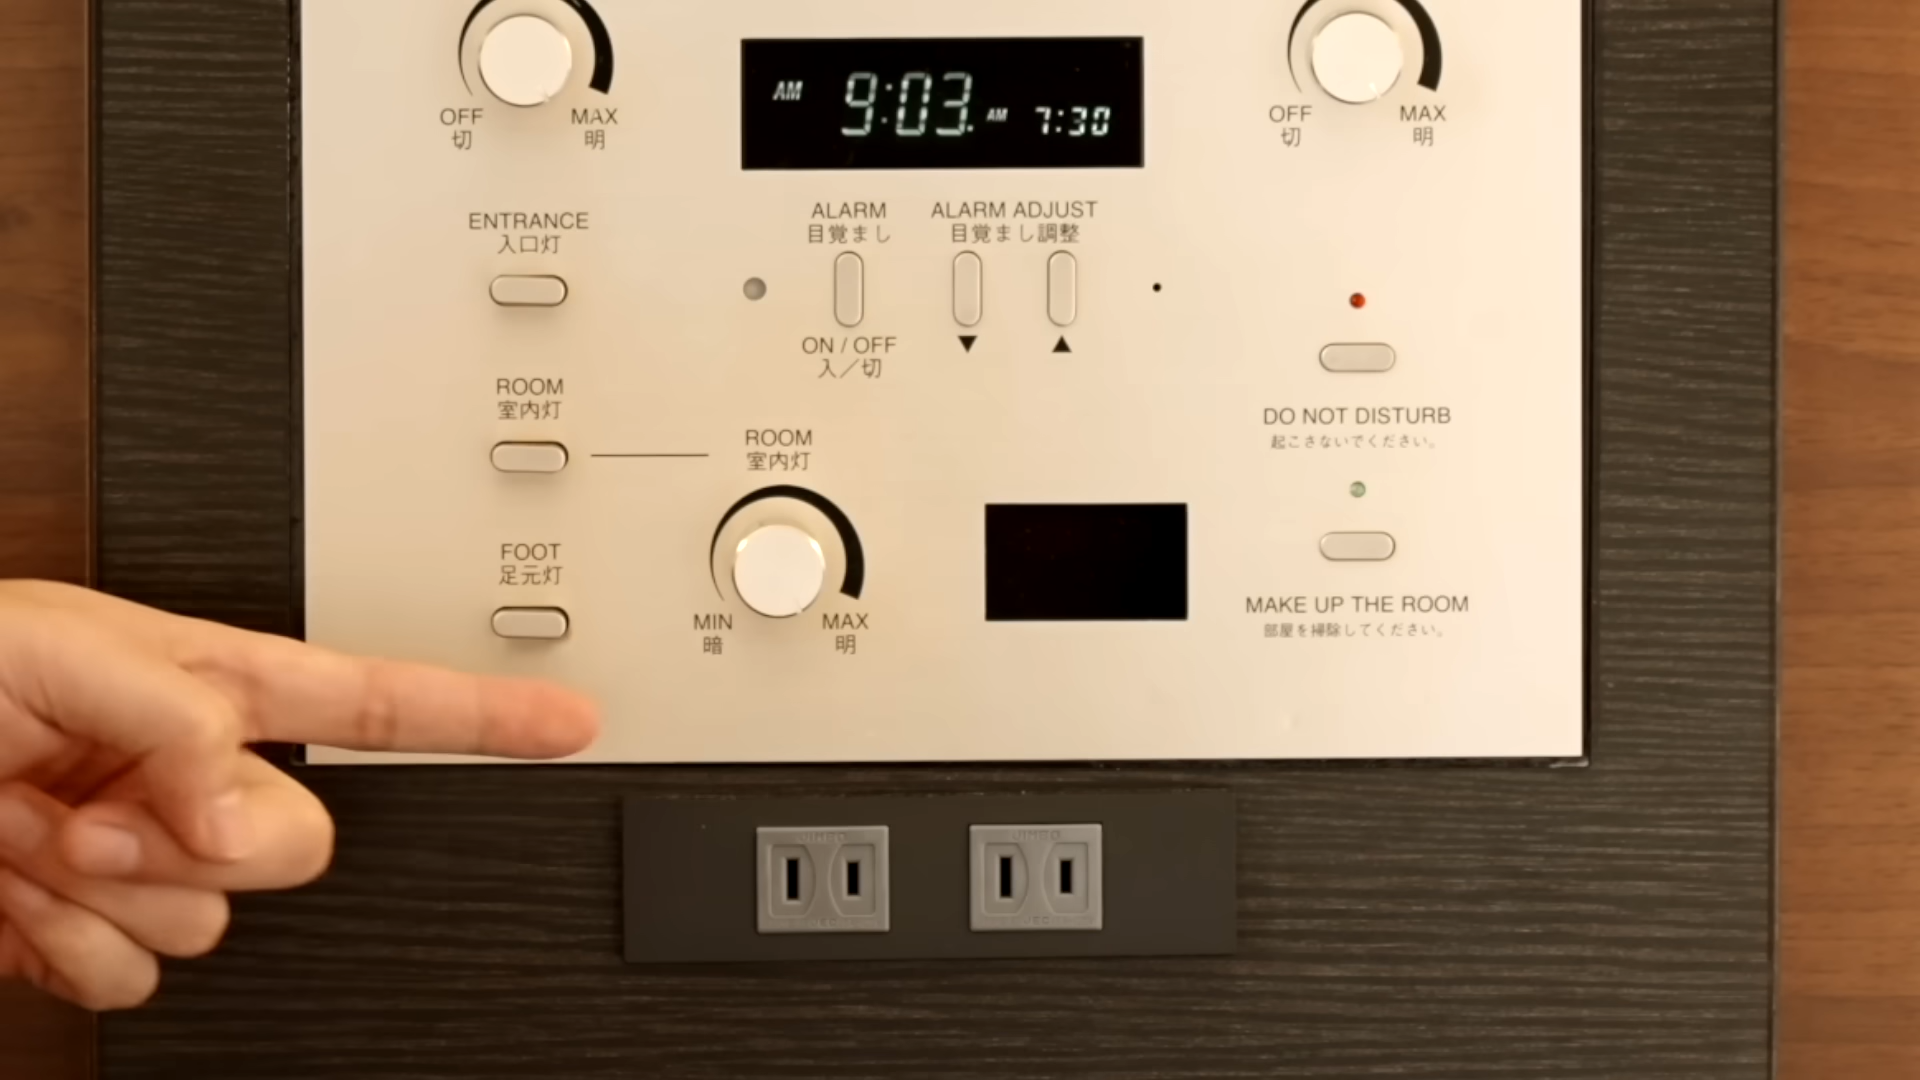 OFF
切
MAX
明
AM 9:03 AM 7:30
OFF
切
MAX
明
ENTRANCE
入口灯
ALARM
目覚まし
ON / OFF
入／切
ALARM ADJUST
目覚まし調整
▼ ▲
ROOM
室内灯
ROOM
室内灯
MIN
暗
MAX
明
FOOT
足元灯
DO NOT DISTURB
起こさないでください。
MAKE UP THE ROOM
部屋を掃除してください。
JIMBO
JIMBO